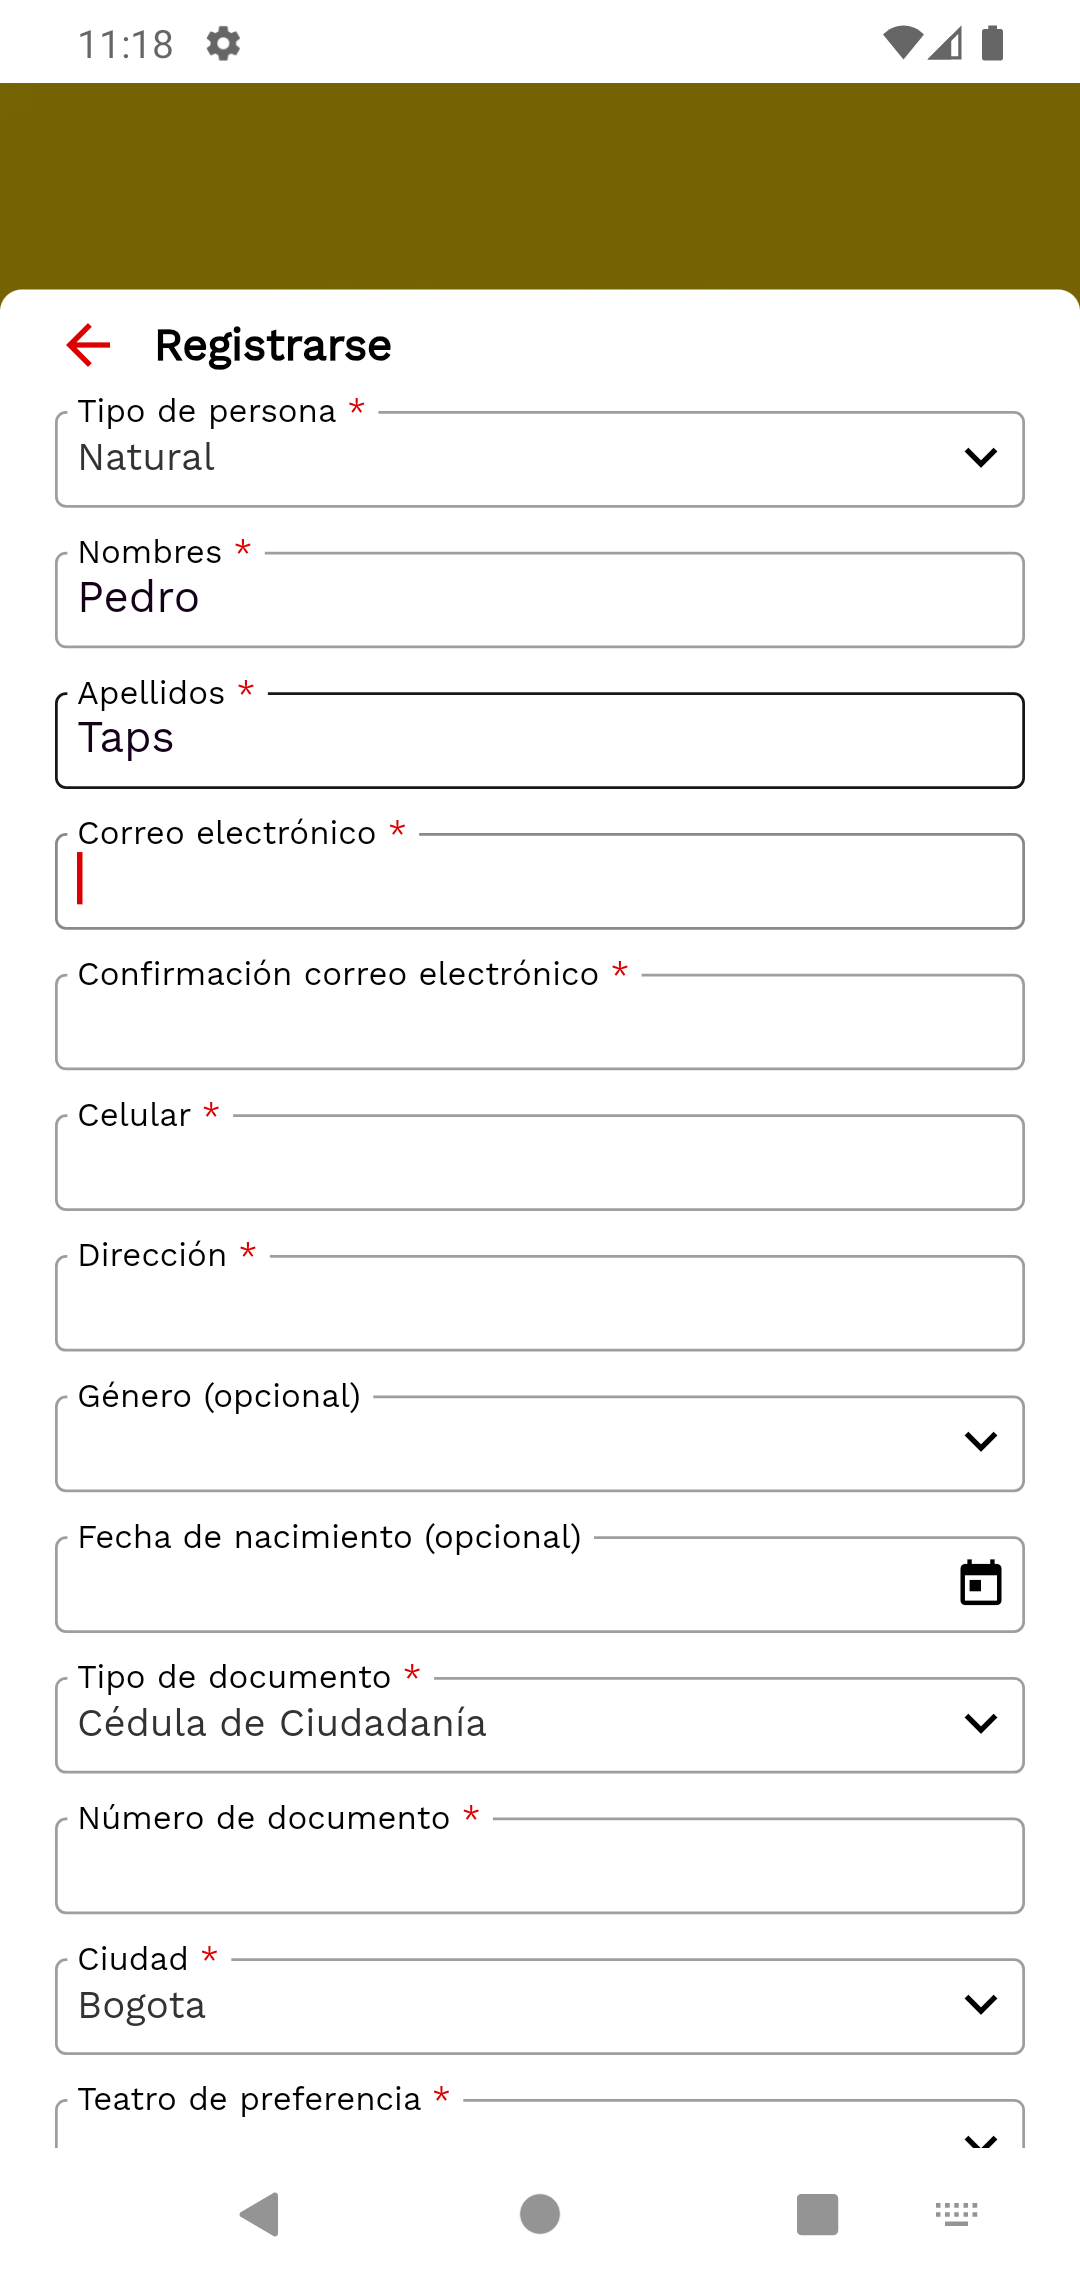 11:18
Registrarse
Tipo de persona *
Natural
Nombres *
Pedro
Apellidos *
Taps
Correo electrónico *
Confirmación correo electrónico *
Celular *
Dirección *
Género (opcional)
Fecha de nacimiento (opcional)
Tipo de documento *
Cédula de Ciudadanía
Número de documento *
Ciudad *
Bogota
Teatro de preferencia *